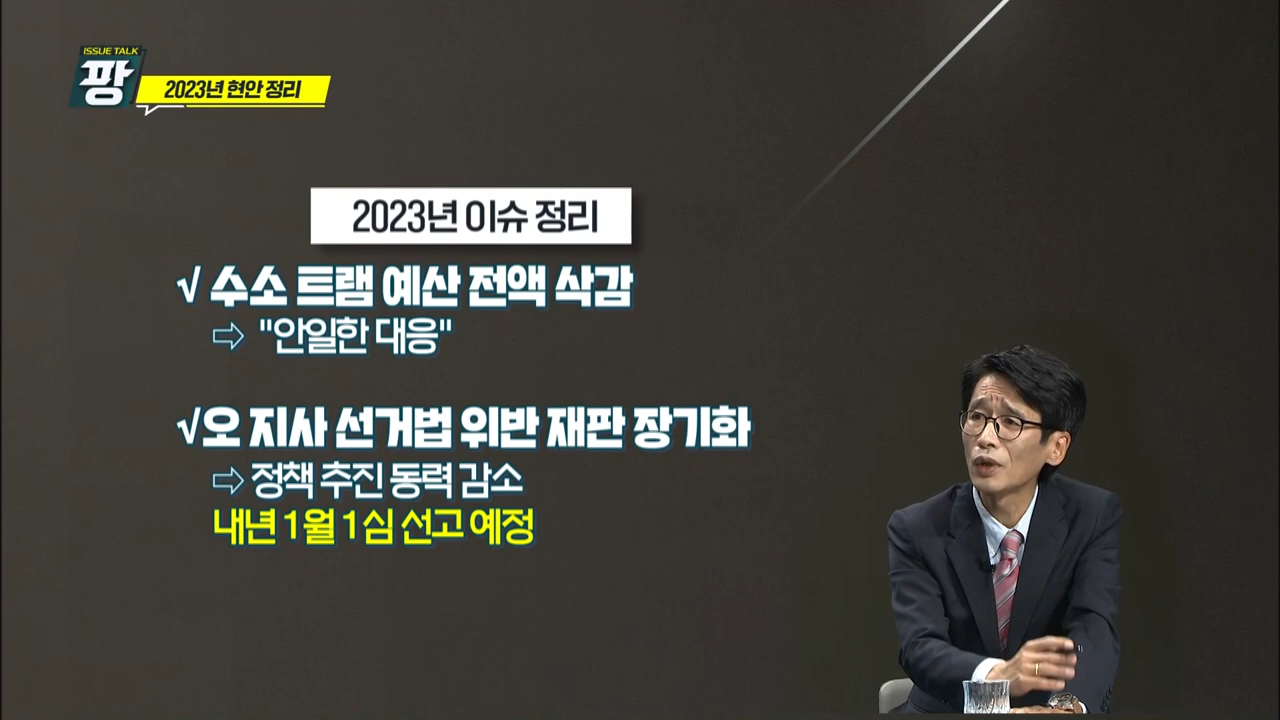 ISSUE TALK
팡
2023년 현안 정리
2023년 이슈 정리
√ 수소 트램 예산 전액 삭감
⇨ "안일한 대응"
√오 지사 선거법 위반 재판 장기화
⇨ 정책 추진 동력 감소
내년 1월 1심 선고 예정